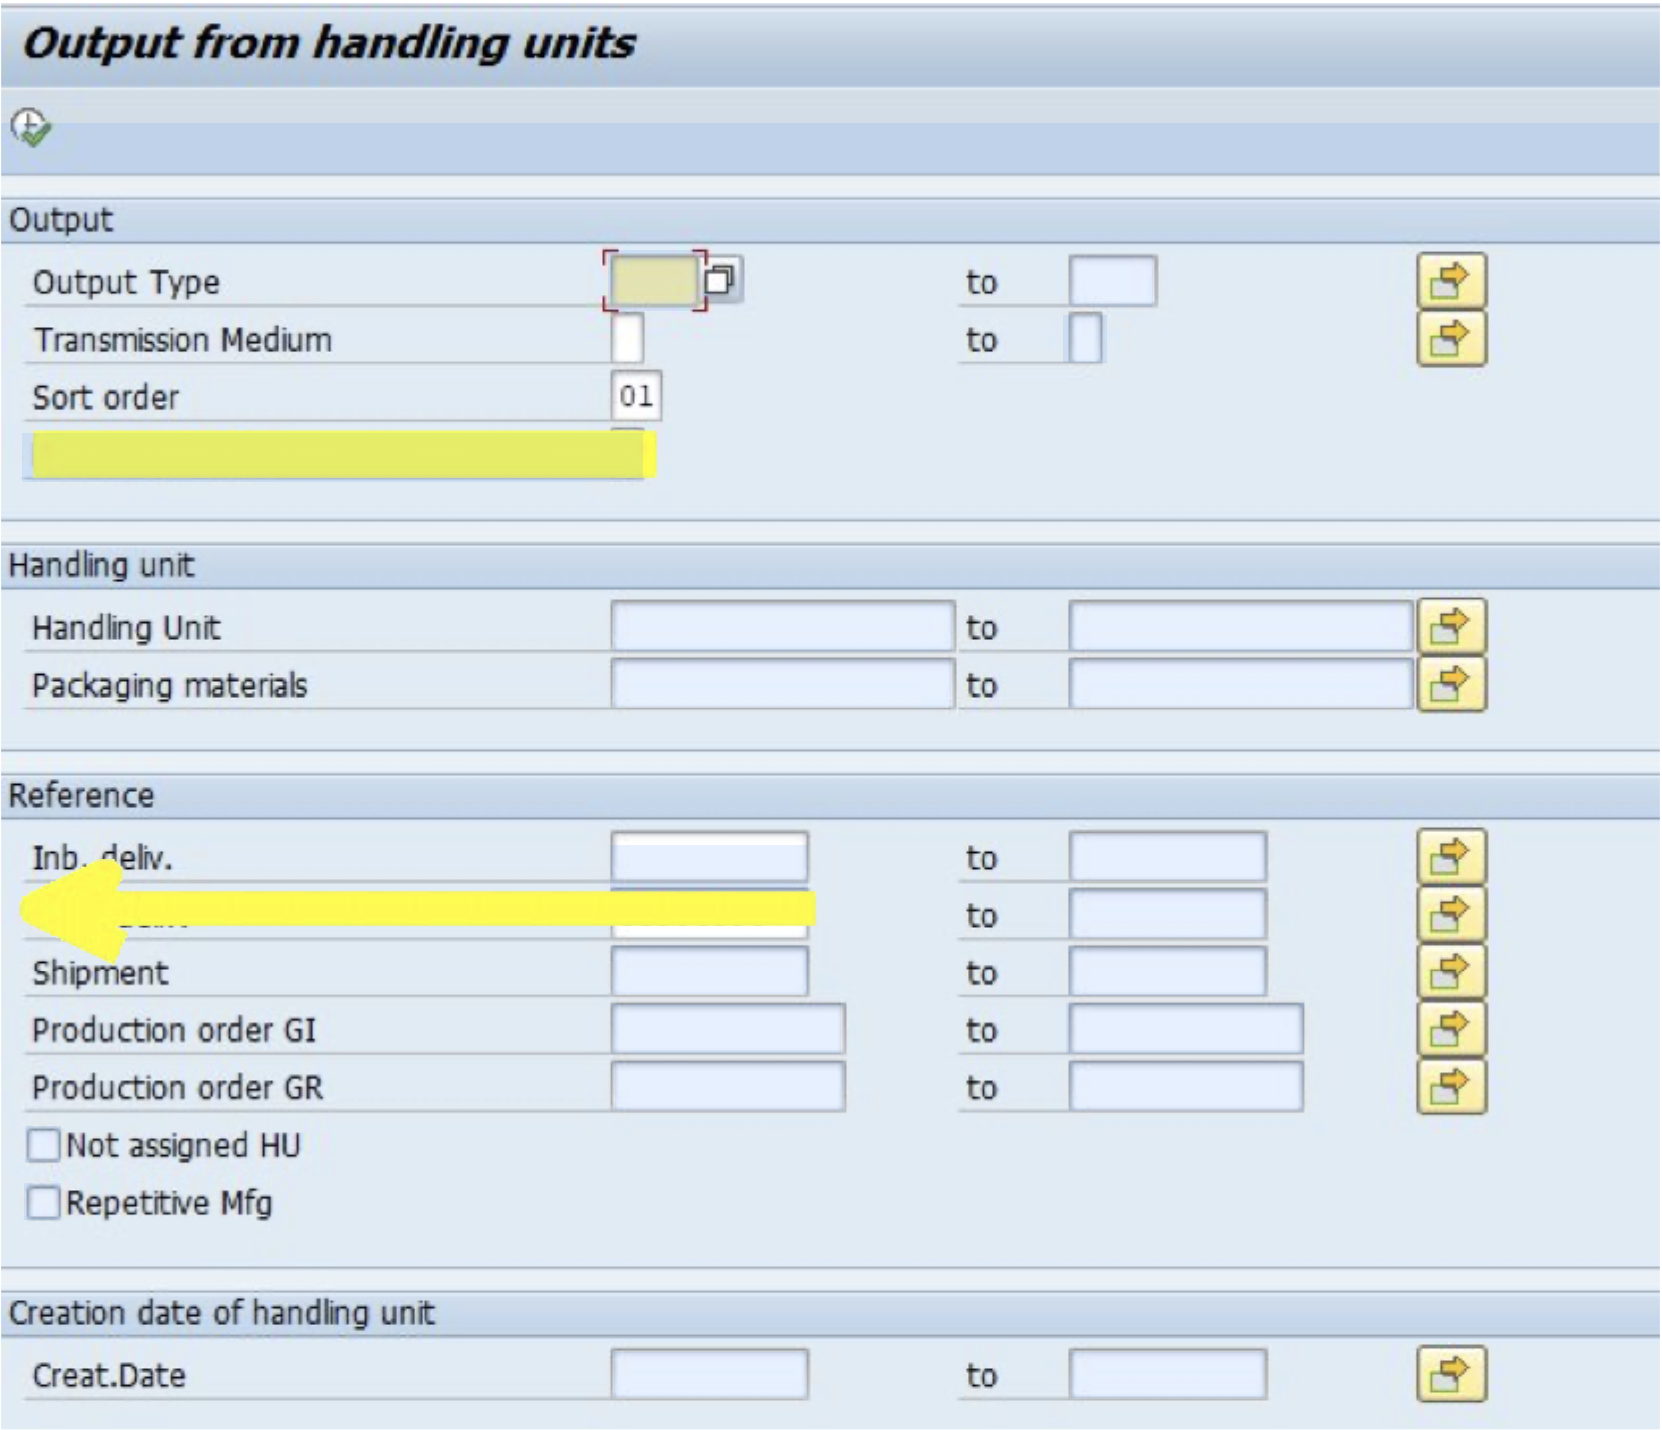 Output from handling units
Output
Output Type to
Transmission Medium to
Sort order 01
Handling unit
Handling Unit to
Packaging materials to
Reference
Inb. deliv. to
to
Shipment to
Production order GI to
Production order GR to
Not assigned HU
Repetitive Mfg
Creation date of handling unit
Creat.Date to